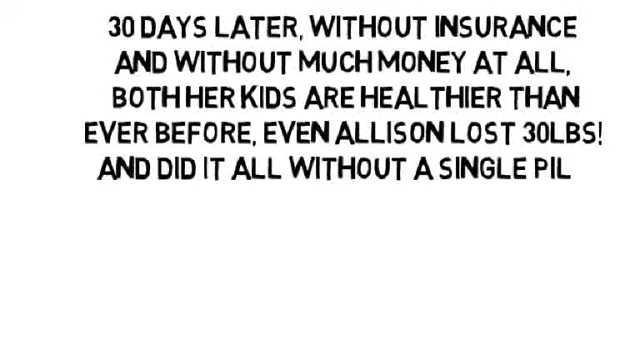 30 DAYS LATER, WITHOUT INSURANCE
AND WITHOUT MUCH MONEY AT ALL,
BOTH HER KIDS ARE HEALTHIER THAN
EVER BEFORE, EVEN ALLISON LOST 30LBS!
AND DID IT ALL WITHOUT A SINGLE PIL